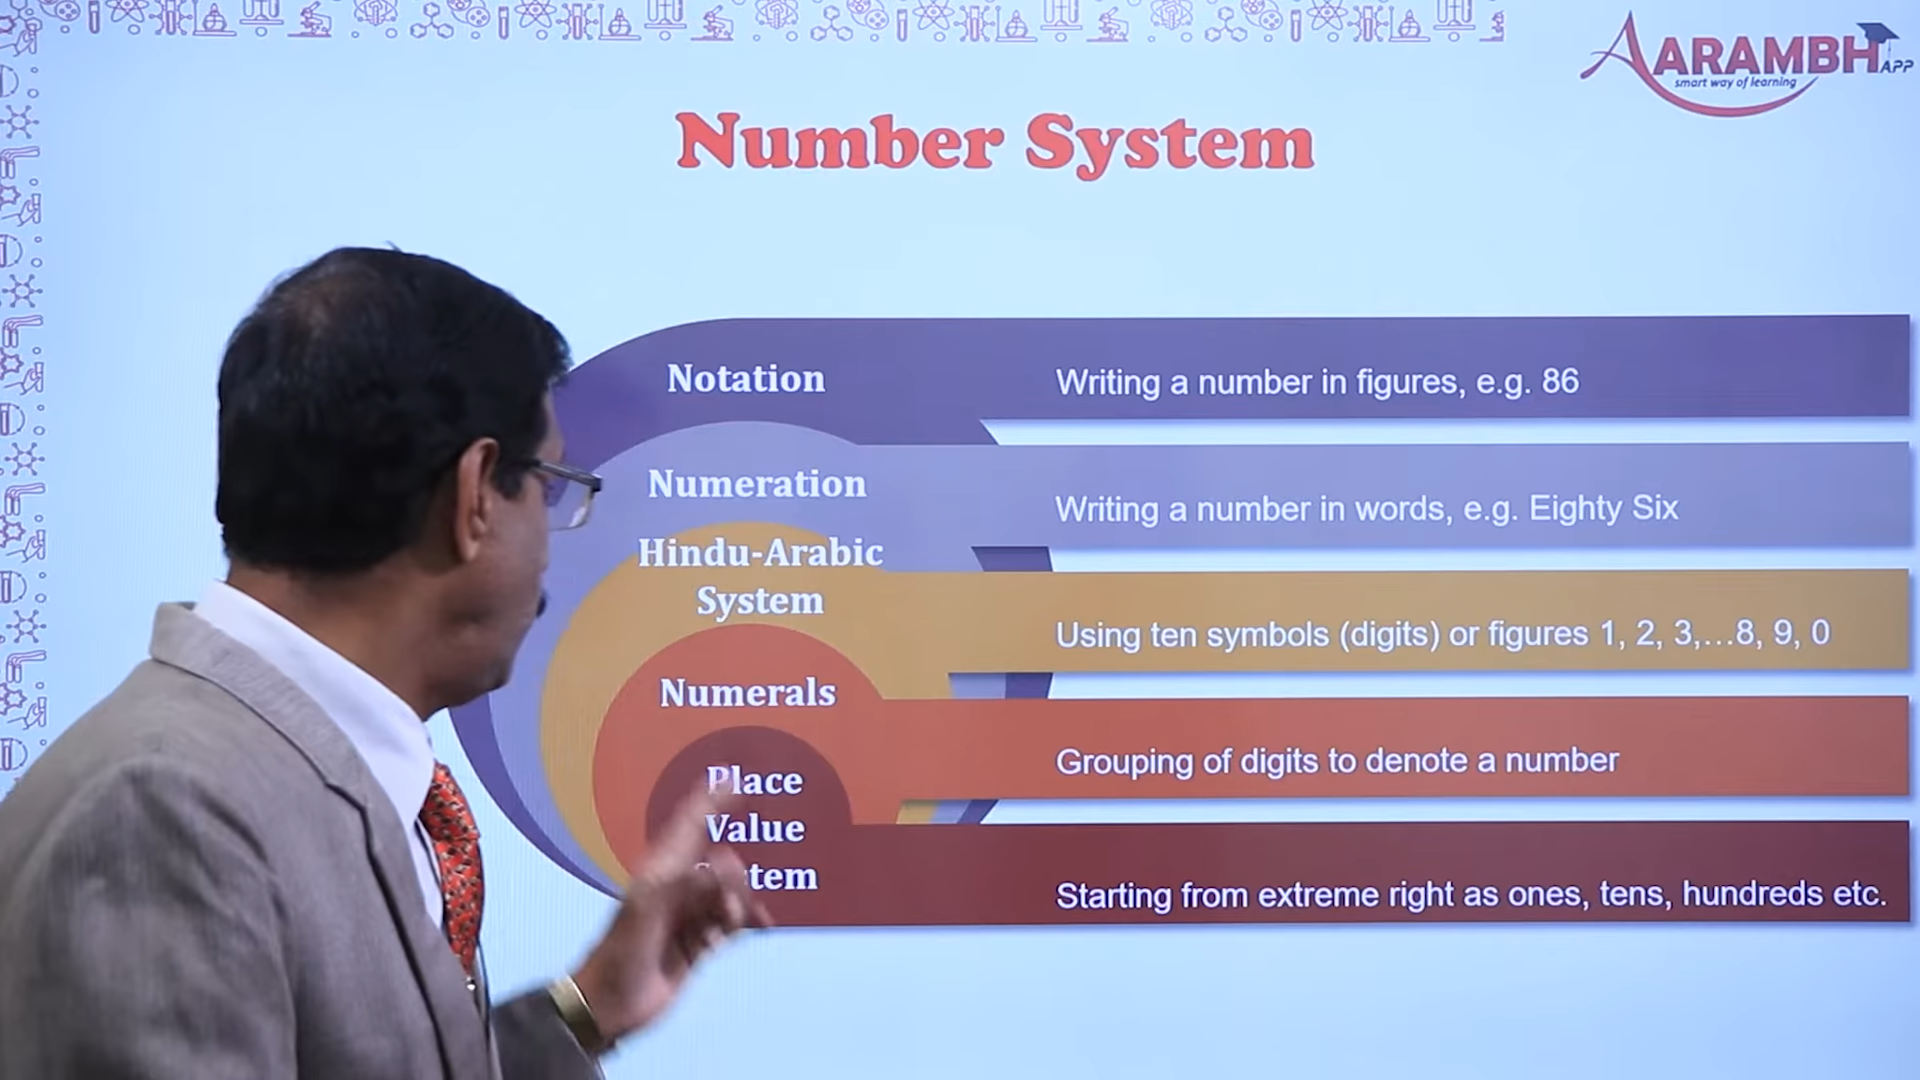 AARAMBH APP
smart way of learning
Number System
Notation
Writing a number in figures, e.g. 86
Numeration
Writing a number in words, e.g. Eighty Six
Hindu-Arabic
System
Using ten symbols (digits) or figures 1, 2, 3,...8, 9, 0
Numerals
Grouping of digits to denote a number
Place
Value
Starting from extreme right as ones, tens, hundreds etc.